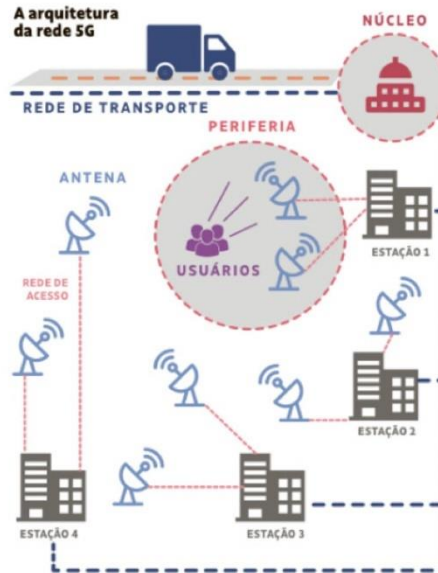 A arquitetura
da rede 5G
NÚCLEO
REDE DE TRANSPORTE
PERIFERIA
ANTENA
USUÁRIOS
ESTAÇÃO 1
REDE DE
ACESSO
ESTAÇÃO 2
ESTAÇÃO 4
ESTAÇÃO 3